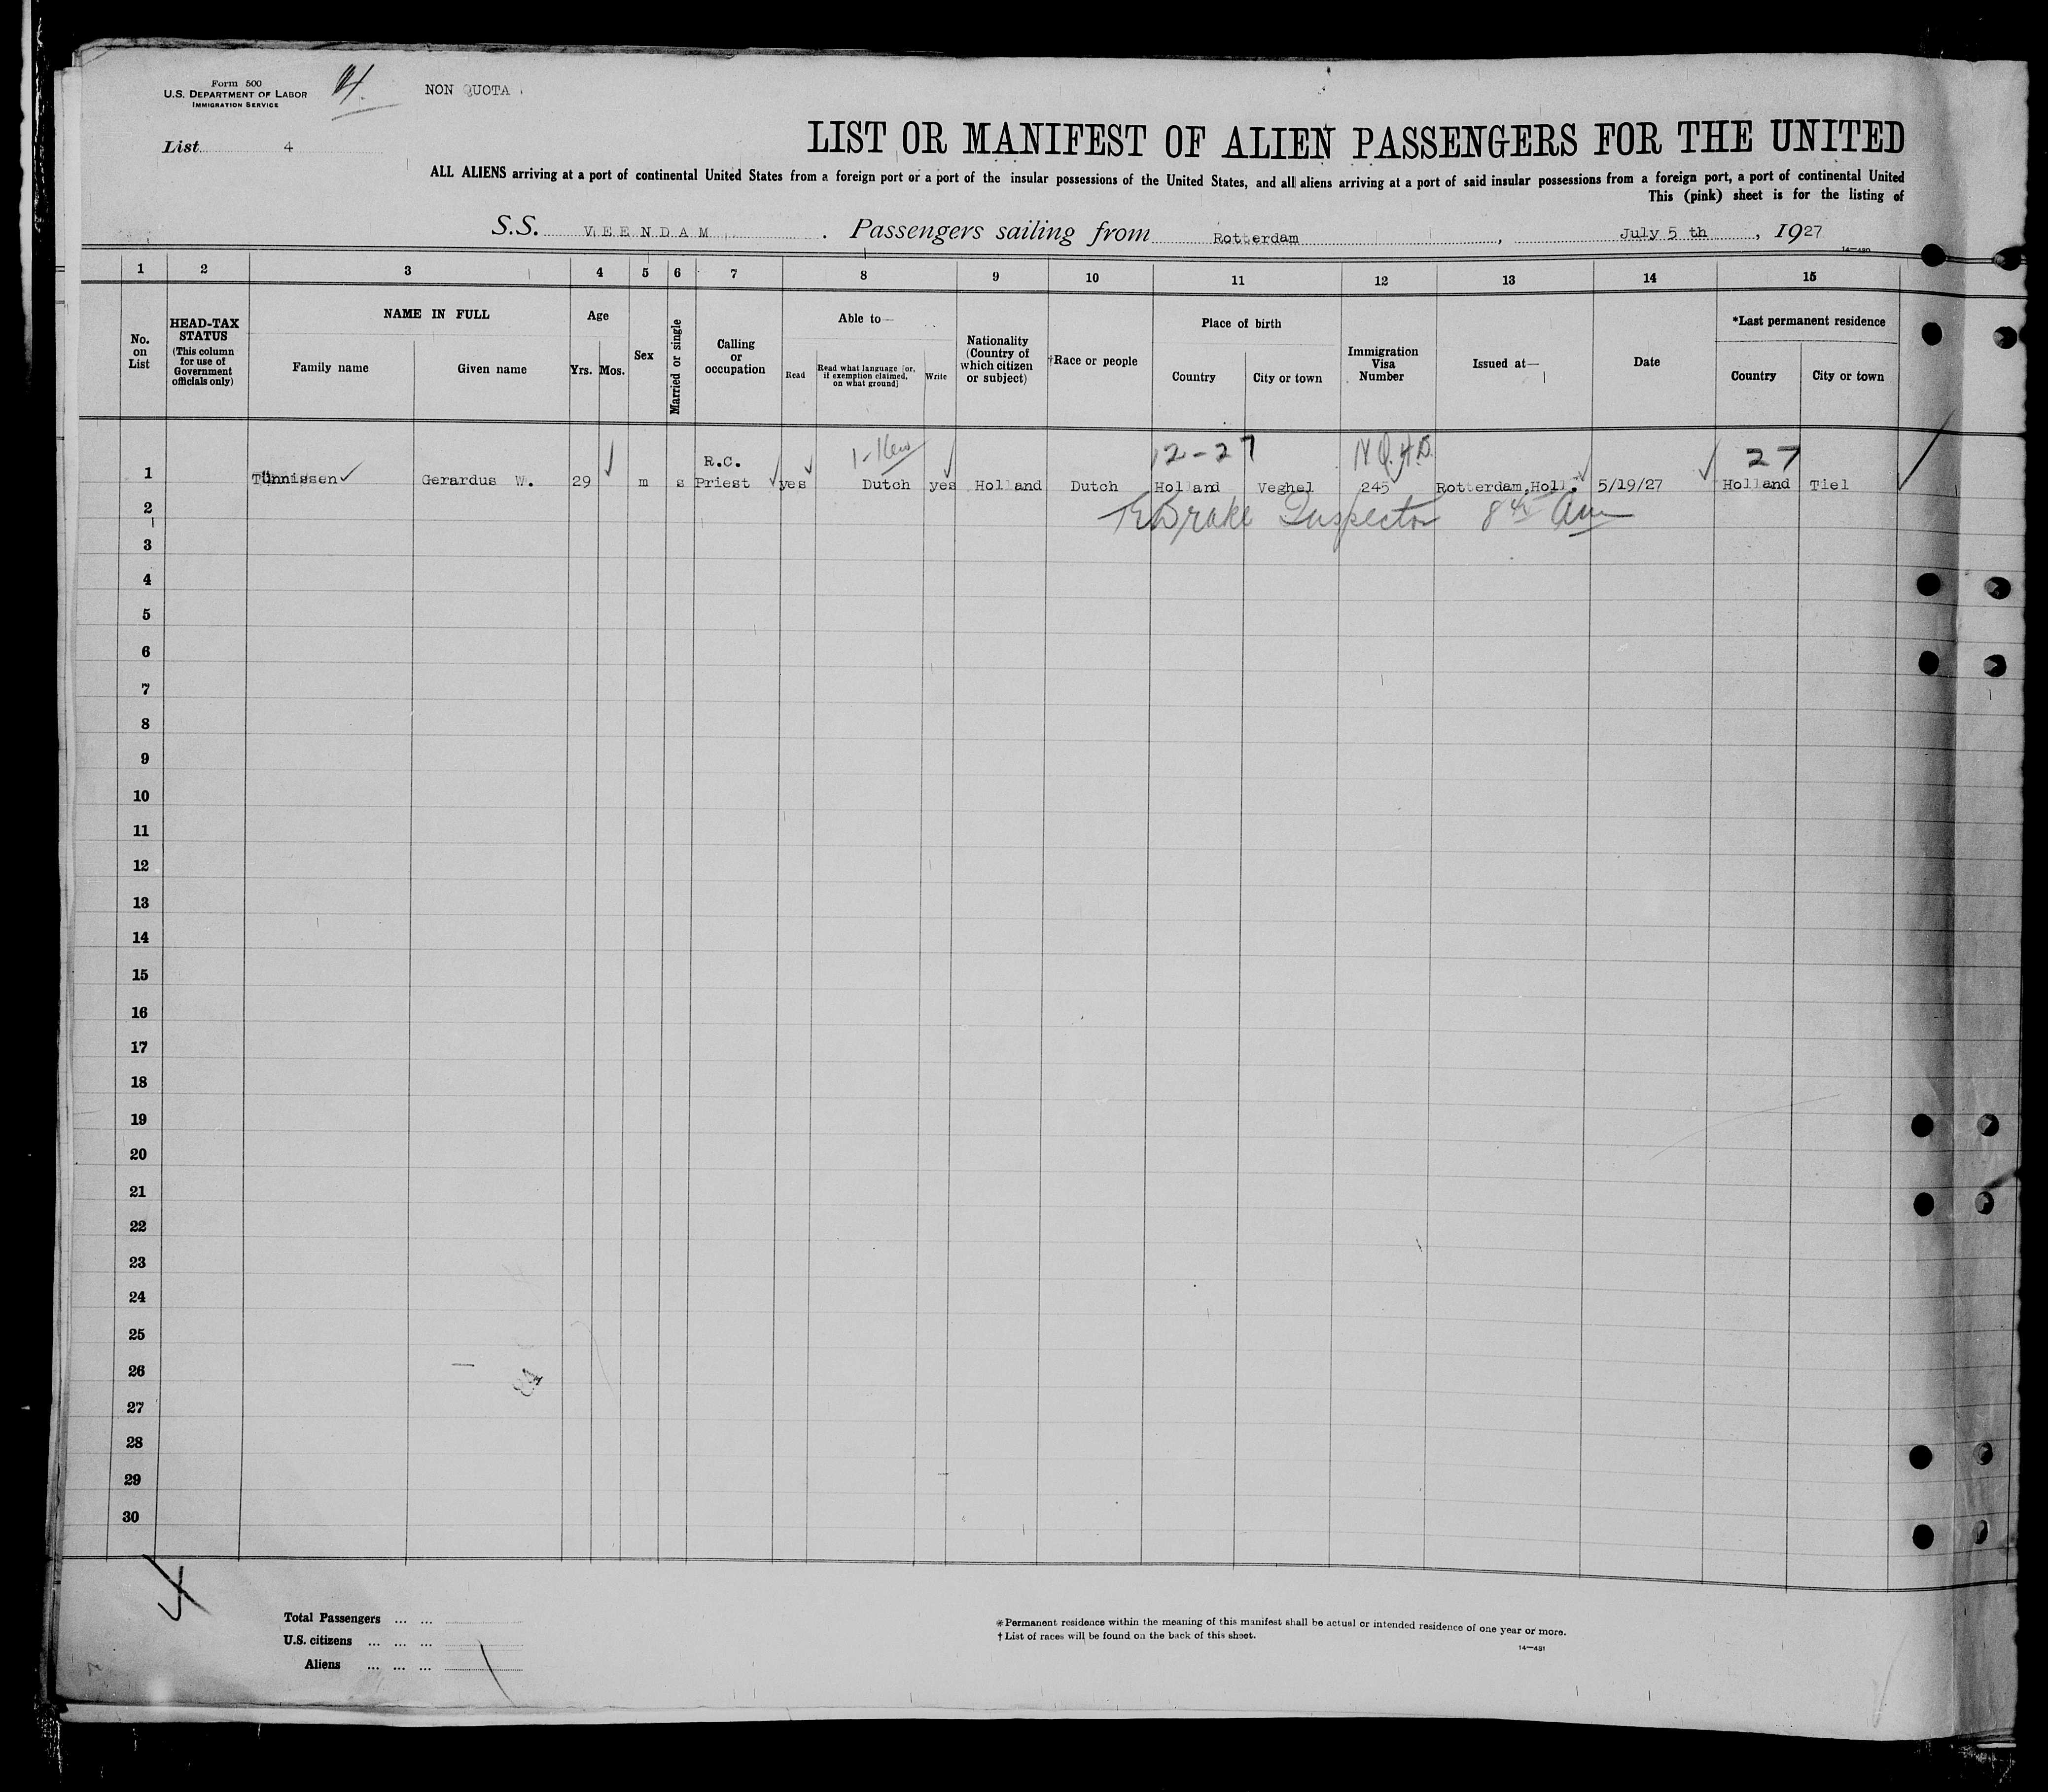 Form 500
U.S. DEPARTMENT OF LABOR
IMMIGRATION SERVICE
NON QUOTA
List 4
LIST OR MANIFEST OF ALIEN PASSENGERS FOR THE UNITED
ALL ALIENS arriving at a port of continental United States from a foreign port or a port of the insular possessions of the United States, and all aliens arriving at a port of said insular possessions from a foreign port, a port of continental United
This (pink) sheet is for the listing of
S.S. VEENDAM. Passengers sailing from Rotterdam, July 5 th, 1927
14-480
1 2 3 4 5 6 7 8 9 10 11 12 13 14 15
No. on List
HEAD-TAX STATUS (This column for use of Government officials only)
NAME IN FULL
Family name
Given name
Age
Yrs. Mos.
Sex
Married or single
Calling or occupation
Able to—
Read
Read what language [or, if exemption claimed, on what ground]
Write
Nationality (Country of which citizen or subject)
†Race or people
Place of birth
Country
City or town
Immigration Visa Number
Issued at—
Date
*Last permanent residence
Country
City or town
12-27 27
R.C.
1 Tünnissen Gerardus W. 29 m s Priest yes Dutch yes Holland Dutch Holland Veghel 245 Rotterdam, Holl. 5/19/27 Holland Tiel
2 Drake Inspector 8th
3
4
5
6
7
8
9
10
11
12
13
14
15
16
17
18
19
20
21
22
23
24
25
26
27
28
29
30
4
Total Passengers ... ...
U.S. citizens ... ... ...
Aliens ... ... ...
*Permanent residence within the meaning of this manifest shall be actual or intended residence of one year or more.
†List of races will be found on the back of this sheet.
14-481